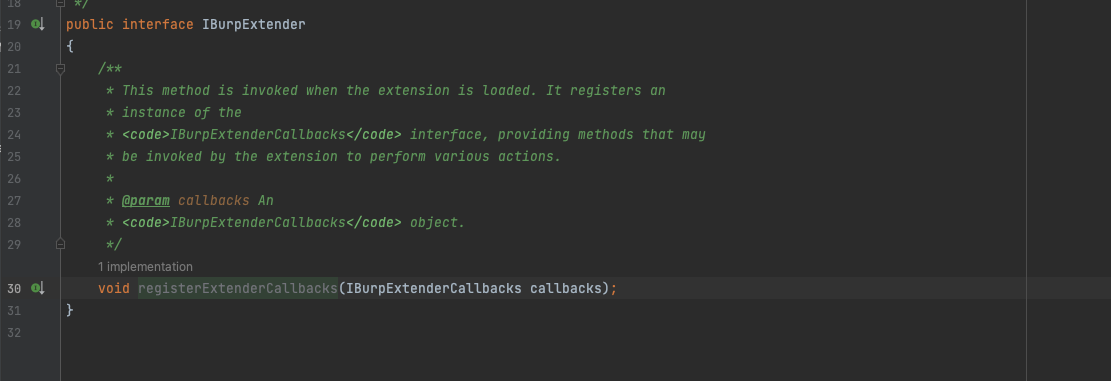 18 */
19 public interface IBurpExtender
20 {
21 /**
22 * This method is invoked when the extension is loaded. It registers an
23 * instance of the
24 * <code>IBurpExtenderCallbacks</code> interface, providing methods that may
25 * be invoked by the extension to perform various actions.
26 *
27 * @param callbacks An
28 * <code>IBurpExtenderCallbacks</code> object.
29 */
1 implementation
30 void registerExtenderCallbacks(IBurpExtenderCallbacks callbacks);
31 }
32